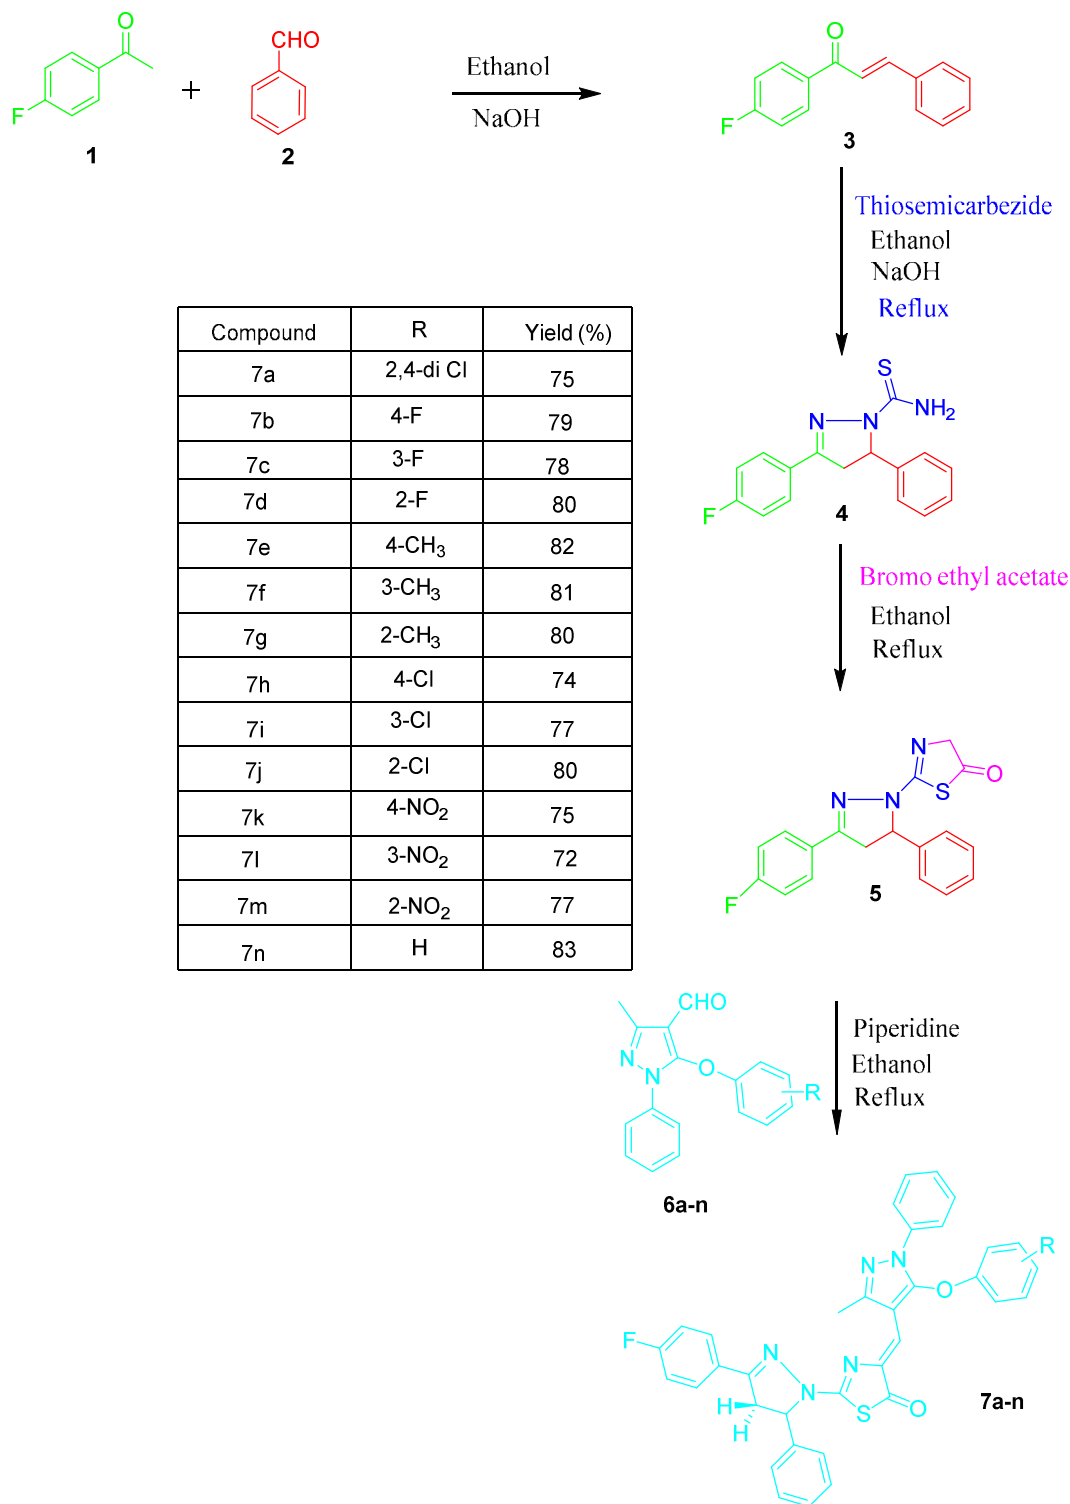 O
CHO
F
+
1
2
Ethanol
NaOH
O
F
3
Thiosemicarbezide
Ethanol
NaOH
Reflux
Compound R Yield (%)
7a 2,4-di Cl 75
7b 4-F 79
7c 3-F 78
7d 2-F 80
7e 4-CH3 82
7f 3-CH3 81
7g 2-CH3 80
7h 4-Cl 74
7i 3-Cl 77
7j 2-Cl 80
7k 4-NO2 75
7l 3-NO2 72
7m 2-NO2 77
7n H 83
S
N N NH2
F
4
Bromo ethyl acetate
Ethanol
Reflux
N
O
S
N N
F
5
CHO
N
N
O
R
6a-n
Piperidine
Ethanol
Reflux
N N
R
O
F
N
N
N
S
O
H
H
7a-n